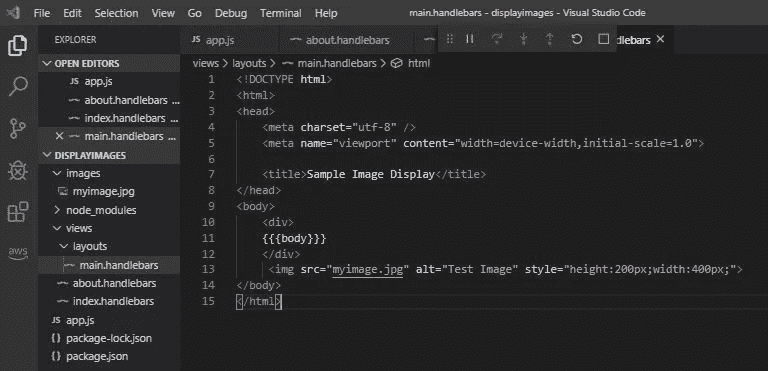 File Edit Selection View Go Debug Terminal Help main.handlebars - displayimages - Visual Studio Code
EXPLORER
OPEN EDITORS
app.js
about.handlebars ...
index.handlebars ...
main.handlebars ...
DISPLAYIMAGES
images
myimage.jpg
node_modules
views
layouts
main.handlebars
about.handlebars
index.handlebars
app.js
package-lock.json
package.json
aws
app.js about.handlebars dlebars
views > layouts > main.handlebars > html
1 <!DOCTYPE html>
2 <html>
3 <head>
4 <meta charset="utf-8" />
5 <meta name="viewport" content="width=device-width,initial-scale=1.0">
6
7 <title>Sample Image Display</title>
8 </head>
9 <body>
10 <div>
11 {{{body}}}
12 </div>
13 <img src="myimage.jpg" alt="Test Image" style="height:200px;width:400px;">
14 </body>
15 </html>